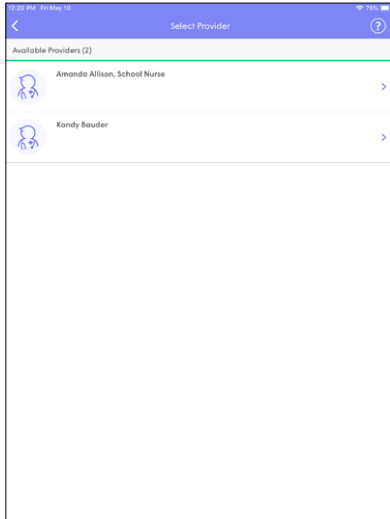 12:20 PM Fri May 10
75%
Select Provider
?
Available Providers (2)
Amanda Allison, School Nurse
Kandy Bauder